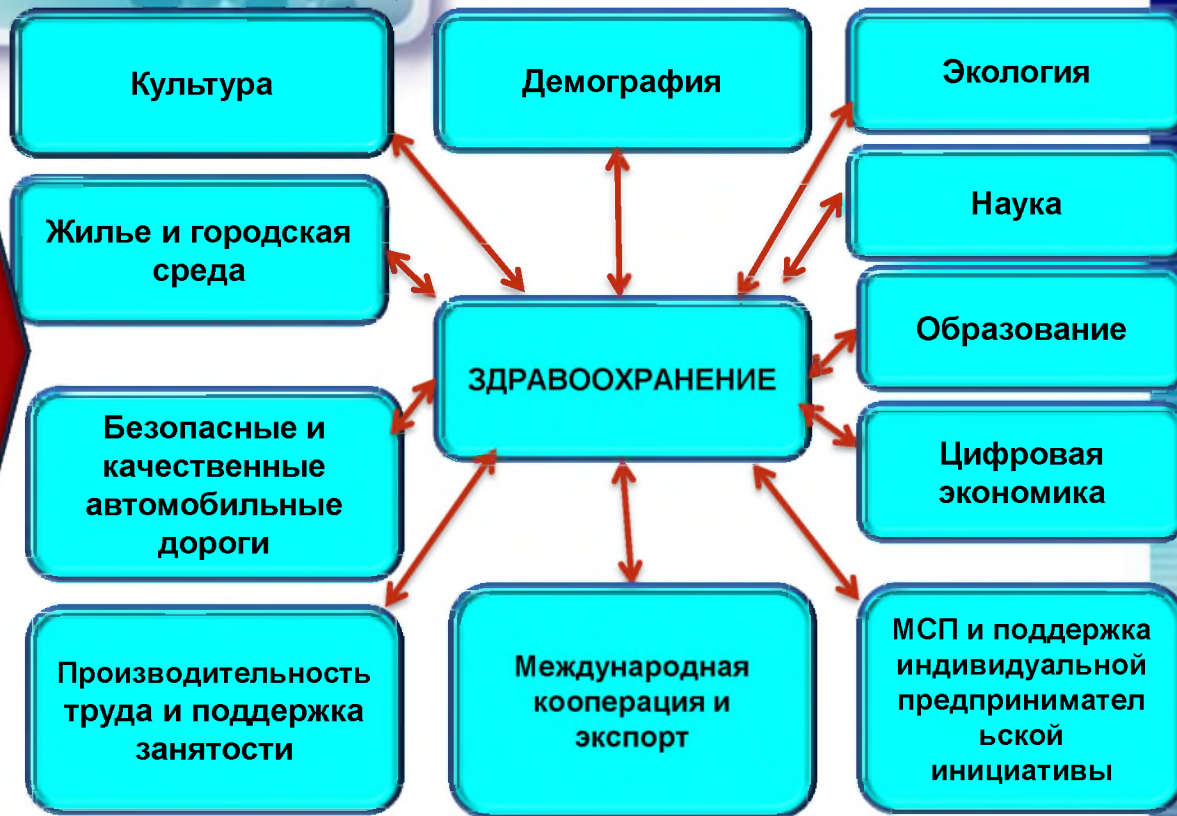 Культура
Демография
Экология
Жилье и городская
среда
Наука
Образование
ЗДРАВООХРАНЕНИЕ
Безопасные и
качественные
автомобильные
дороги
Цифровая
экономика
Производительность
труда и поддержка
занятости
Международная
кооперация и
экспорт
МСП и поддержка
индивидуальной
предпринимател
ьской
инициативы